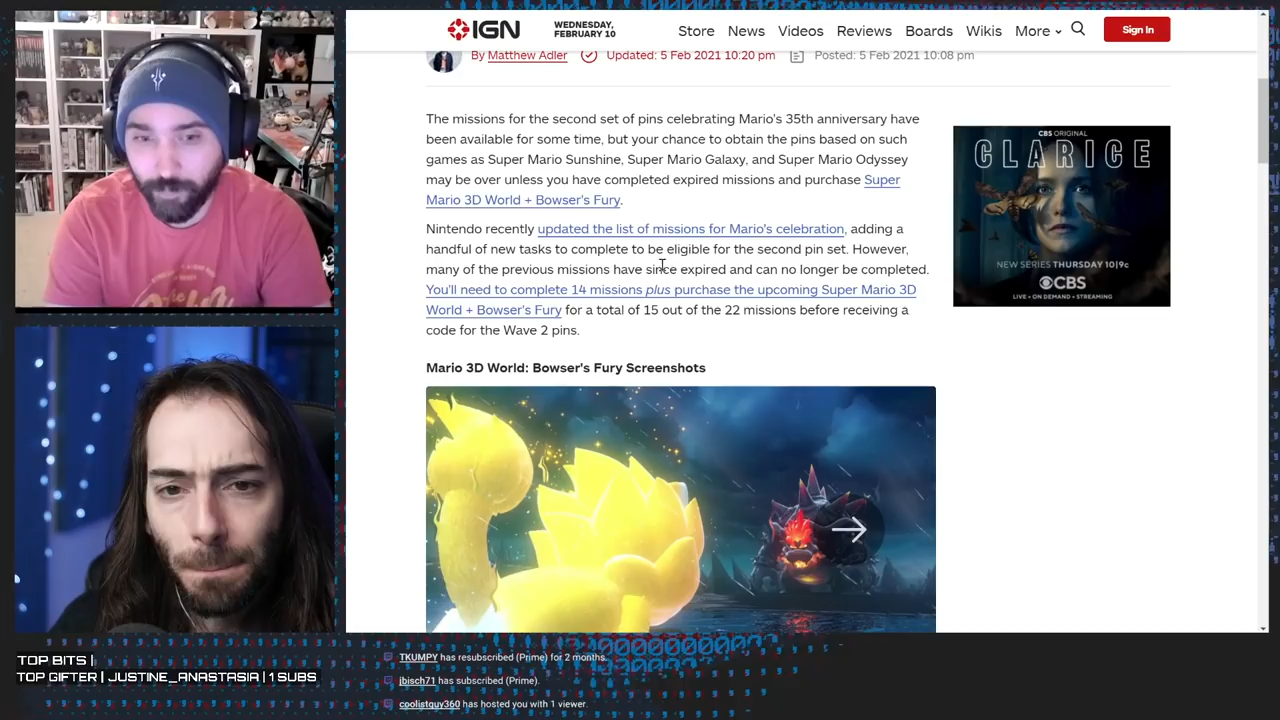 IGN
WEDNESDAY,
FEBRUARY 10
Store News Videos Reviews Boards Wikis More
Sign In
By Matthew Adler Updated: 5 Feb 2021 10:20 pm Posted: 5 Feb 2021 10:08 pm
The missions for the second set of pins celebrating Mario's 35th anniversary have
been available for some time, but your chance to obtain the pins based on such
games as Super Mario Sunshine, Super Mario Galaxy, and Super Mario Odyssey
may be over unless you have completed expired missions and purchase Super
Mario 3D World + Bowser's Fury.
Nintendo recently updated the list of missions for Mario's celebration, adding a
handful of new tasks to complete to be eligible for the second pin set. However,
many of the previous missions have since expired and can no longer be completed.
You'll need to complete 14 missions plus purchase the upcoming Super Mario 3D
World + Bowser's Fury for a total of 15 out of the 22 missions before receiving a
code for the Wave 2 pins.
Mario 3D World: Bowser's Fury Screenshots
CBS ORIGINAL
CLARICE
NEW SERIES THURSDAY 10|9c
CBS
LIVE • ON DEMAND • STREAMING
TOP BITS |
TOP GIFTER | JUSTINE_ANASTASIA | 1 SUBS
TKUMPY has resubscribed (Prime) for 2 months.
jbisch71 has subscribed (Prime).
coolistguy360 has hosted you with 1 viewer.